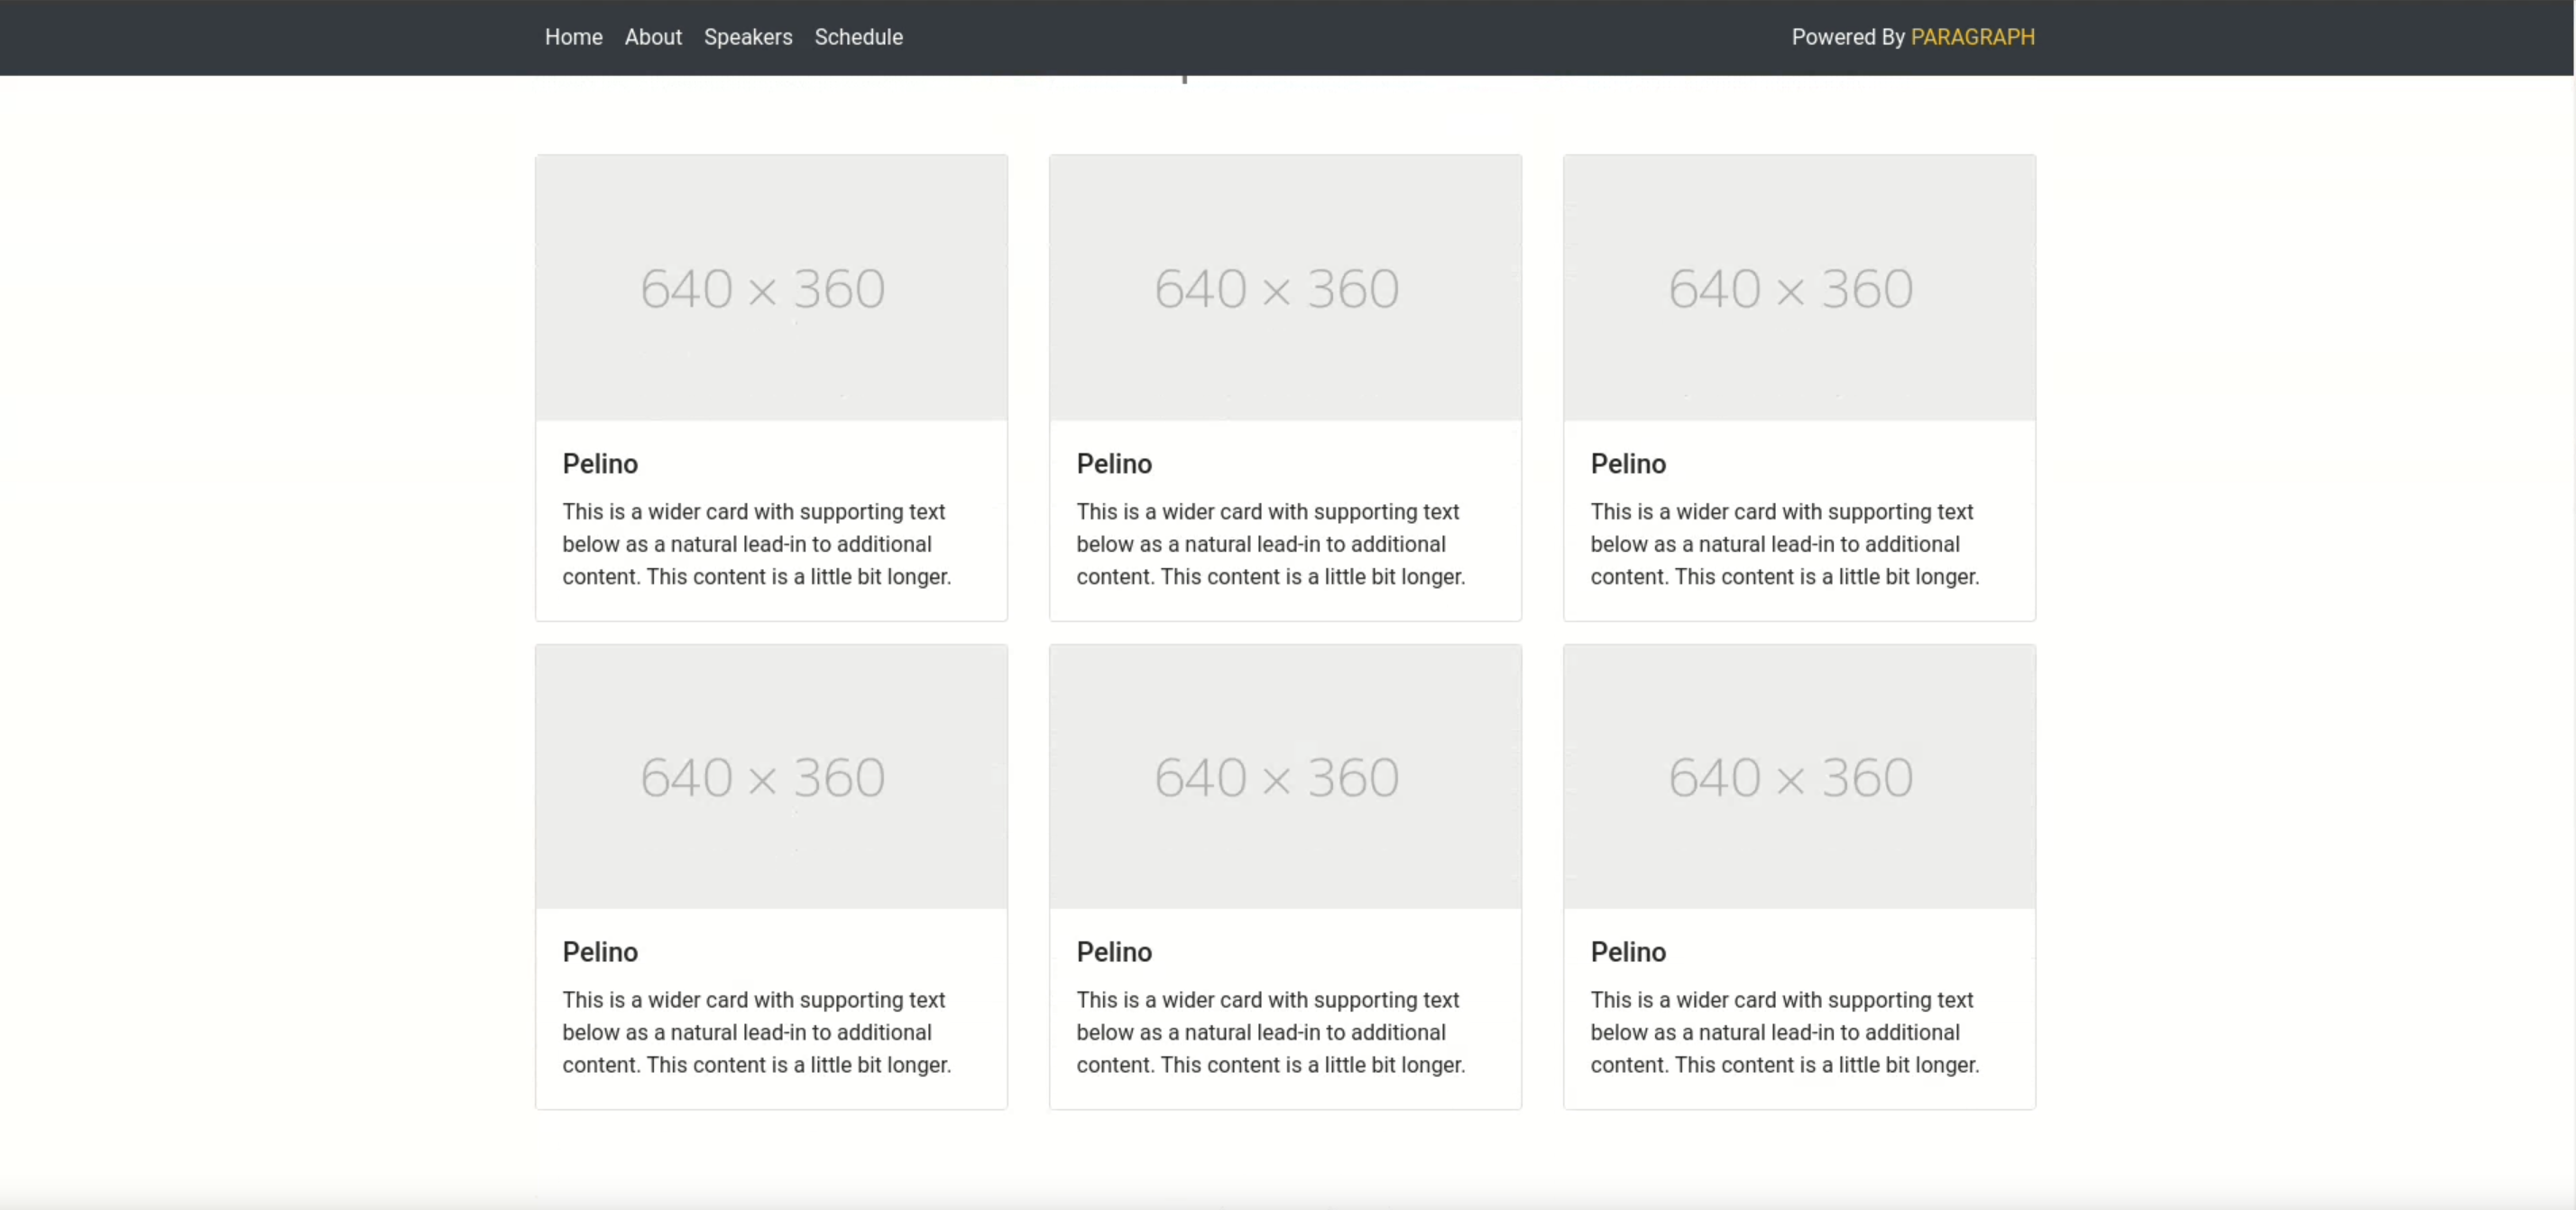 Home About Speakers Schedule Powered By PARAGRAPH
640 × 360 640 × 360 640 × 360
Pelino Pelino Pelino
This is a wider card with supporting text This is a wider card with supporting text This is a wider card with supporting text
below as a natural lead-in to additional below as a natural lead-in to additional below as a natural lead-in to additional
content. This content is a little bit longer. content. This content is a little bit longer. content. This content is a little bit longer.
640 × 360 640 × 360 640 × 360
Pelino Pelino Pelino
This is a wider card with supporting text This is a wider card with supporting text This is a wider card with supporting text
below as a natural lead-in to additional below as a natural lead-in to additional below as a natural lead-in to additional
content. This content is a little bit longer. content. This content is a little bit longer. content. This content is a little bit longer.